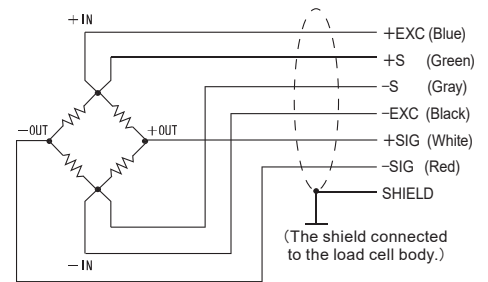 +IN
+EXC (Blue)
+S (Green)
−S (Gray)
−EXC (Black)
−OUT
+OUT
+SIG (White)
−SIG (Red)
SHIELD
(The shield connected
to the load cell body.)
−IN